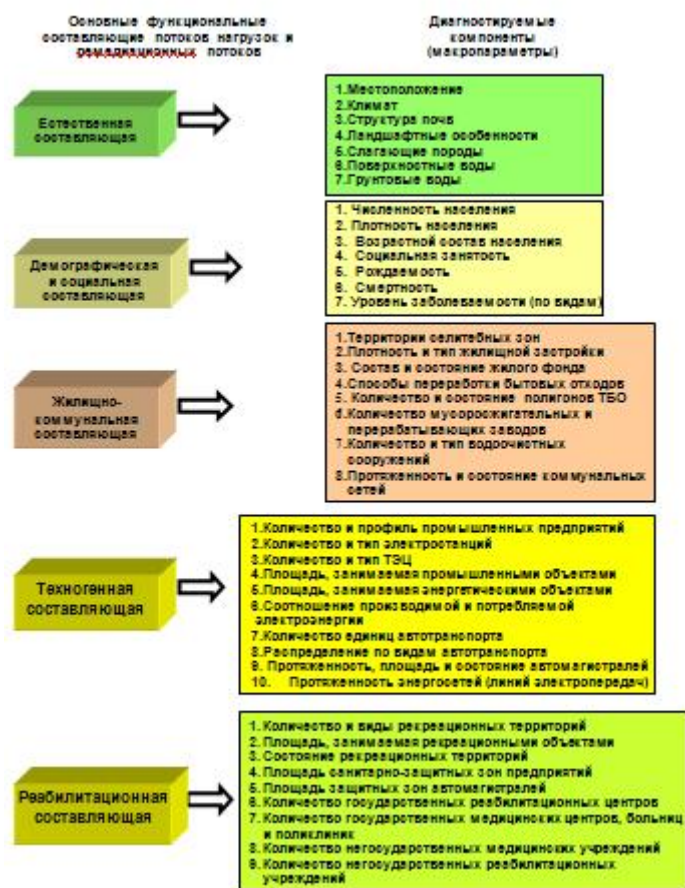 Основные функциональные
составляющие потоков нагрузок и
ремедиационных потоков
Диагностируемые
компоненты
(макропараметры)
Естественная
составляющая
1.Местоположение
2.Климат
3.Структура почв
4.Ландшафтные особенности
5.Слагающие породы
6.Поверхностные воды
7.Грунтовые воды
Демографическая
и социальная
составляющая
1. Численность населения
2. Плотность населения
3. Возрастной состав населения
4. Социальная занятость
5. Рождаемость
6. Смертность
7. Уровень заболеваемости (по видам)
Жилищно-
коммунальная
составляющая
1.Территории селитебных зон
2.Плотность и тип жилищной застройки
3. Состав и состояние жилого фонда
4.Способы переработки бытовых отходов
5. Количество и состояние полигонов ТБО
6.Количество мусоросжигательных и
перерабатывающих заводов
7.Количество и тип водоочистных
сооружений
8.Протяженность и состояние коммунальных
сетей
Техногенная
составляющая
1.Количество и профиль промышленных предприятий
2.Количество и тип электростанций
3.Количество и тип ТЭЦ
4.Площадь, занимаемая промышленными объектами
5.Площадь, занимаемая энергетическими объектами
6.Соотношение производимой и потребляемой
электроэнергии
7.Количество единиц автотранспорта
8.Распределение по видам автотранспорта
9. Протяженность, площадь и состояние автомагистралей
10. Протяженность энергосетей (линий электропередач)
Реабилитационная
составляющая
1. Количество и виды рекреационных территорий
2. Площадь, занимаемая рекреационными объектами
3. Состояние рекреационных территорий
4. Площадь санитарно-защитных зон предприятий
5. Площадь защитных зон автомагистралей
6. Количество государственных реабилитационных центров
7. Количество государственных медицинских центров, больниц
и поликлиник
8. Количество негосударственных медицинских учреждений
9. Количество негосударственных реабилитационных
учреждений